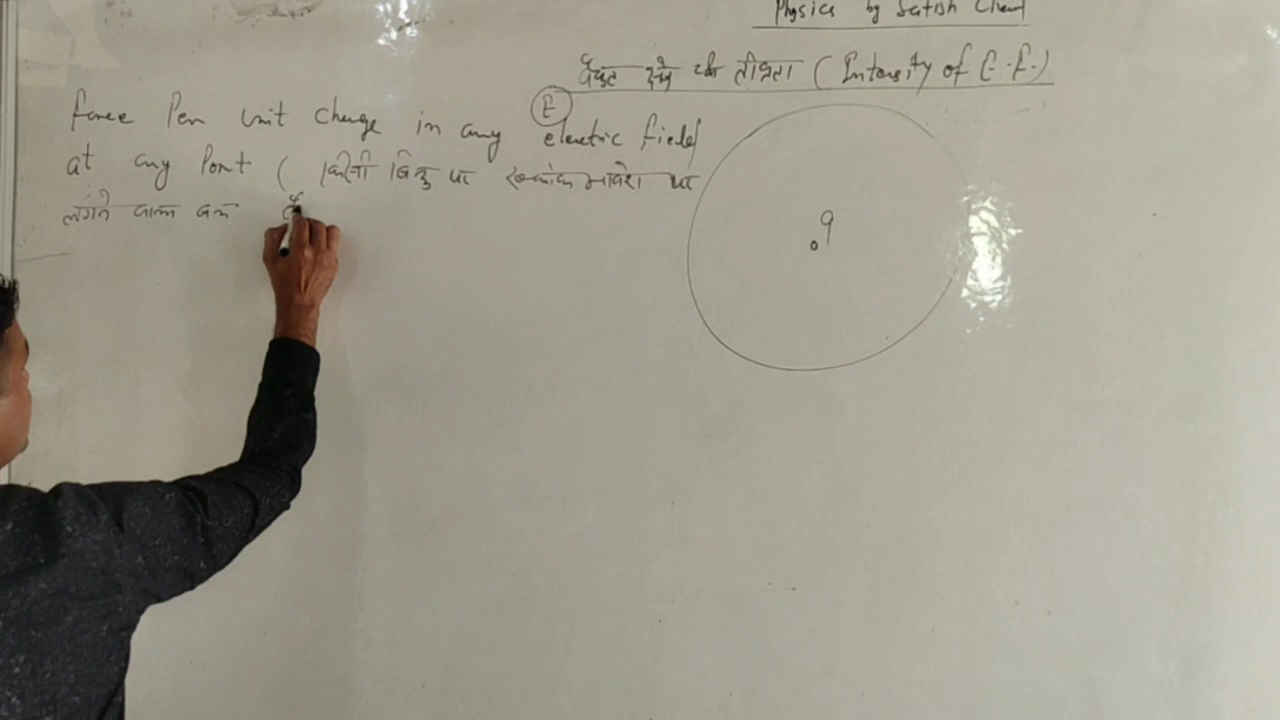 Physics by Satish Chand
वैद्युत क्षेत्र की तीव्रता ( Intensity of E.F.)
E
force Per unit charge in any electric field
at any Point ( किसी बिन्दु पर एकांक आवेश पर
लगने वाला बल
q